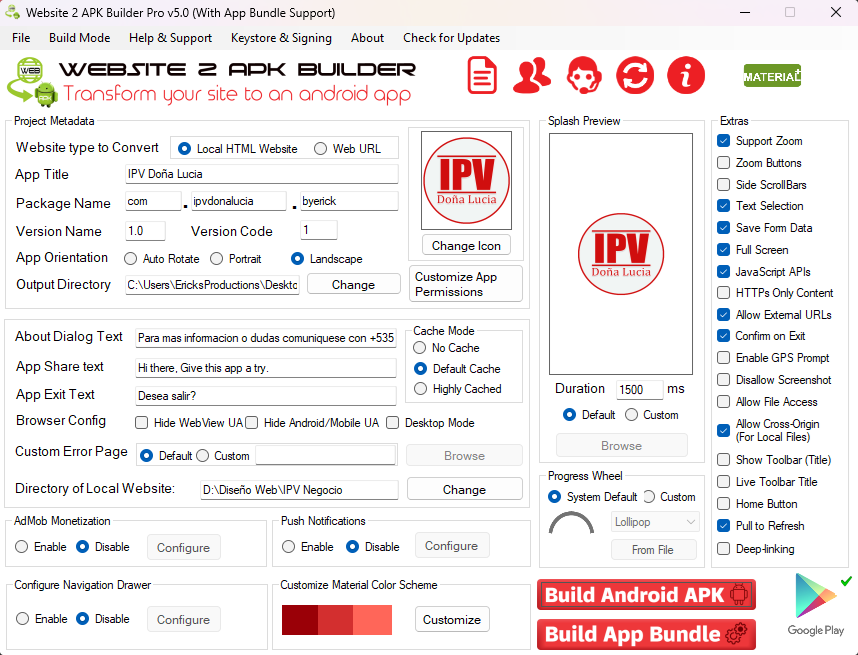 Website 2 APK Builder Pro v5.0 (With App Bundle Support)
File Build Mode Help & Support Keystore & Signing About Check for Updates
WEB
WEBSITE 2 APK BUILDER
Transform your site to an android app
MATERIAL
Project Metadata
Website type to Convert Local HTML Website Web URL
App Title IPV Doña Lucia
Package Name com . ipvdonalucia . byerick
Version Name 1.0 Version Code 1
App Orientation Auto Rotate Portrait Landscape
Output Directory C:\Users\EricksProductions\Deskto Change
IPV
Doña Lucía
Change Icon
Customize App
Permissions
About Dialog Text Para mas informacion o dudas comuniquese con +535
App Share text Hi there, Give this app a try.
App Exit Text Desea salir?
Browser Config Hide WebView UA Hide Android/Mobile UA Desktop Mode
Custom Error Page Default Custom Browse
Directory of Local Website: D:\Diseño Web\IPV Negocio Change
Cache Mode
No Cache
Default Cache
Highly Cached
AdMob Monetization
Enable Disable Configure
Push Notifications
Enable Disable Configure
Configure Navigation Drawer
Enable Disable Configure
Customize Material Color Scheme
Customize
Splash Preview
IPV
Doña Lucía
Duration 1500 ms
Default Custom
Browse
Progress Wheel
System Default Custom
Lollipop
From File
Extras
Support Zoom
Zoom Buttons
Side ScrollBars
Text Selection
Save Form Data
Full Screen
JavaScript APIs
HTTPs Only Content
Allow External URLs
Confirm on Exit
Enable GPS Prompt
Disallow Screenshot
Allow File Access
Allow Cross-Origin
(For Local Files)
Show Toolbar (Title)
Live Toolbar Title
Home Button
Pull to Refresh
Deep-linking
Build Android APK
Build App Bundle
Google Play